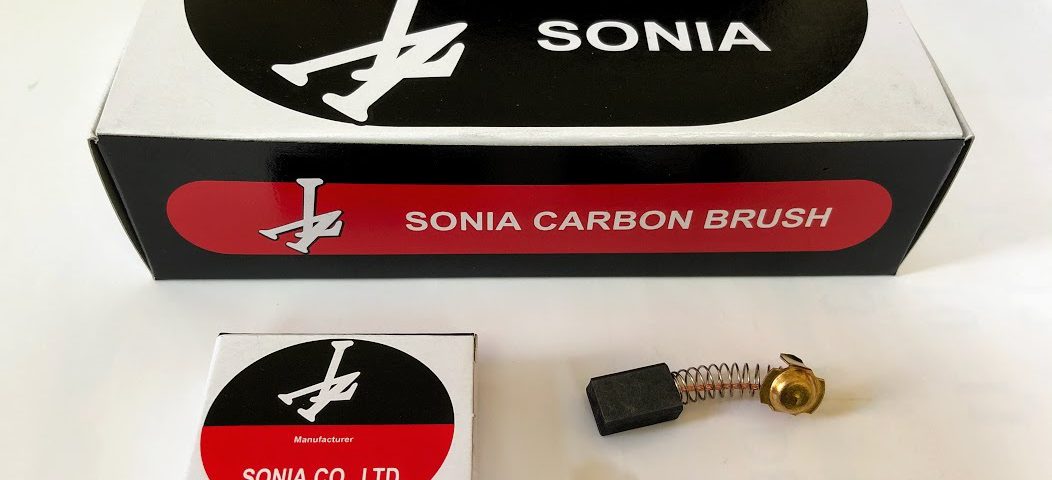 SONIA
SONIA CARBON BRUSH
Manufacturer
SONIA CO., LTD